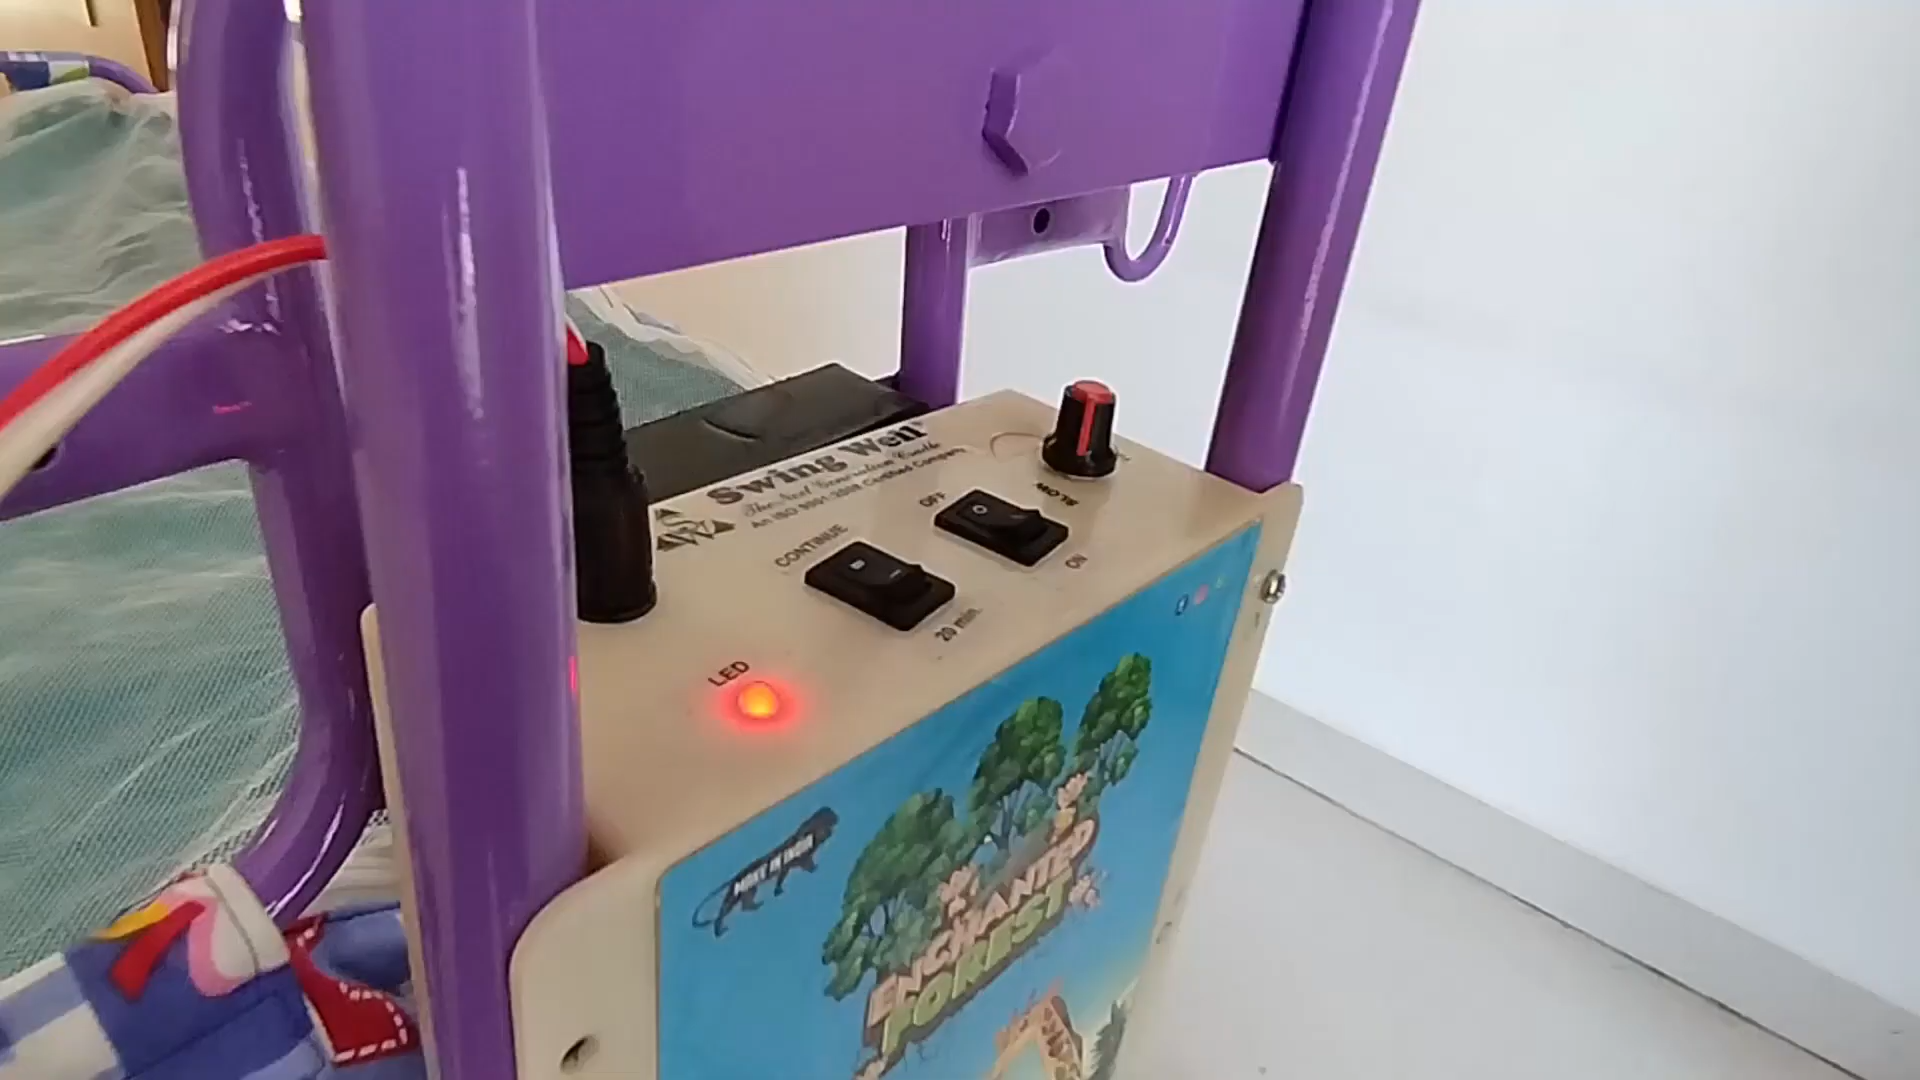 Swing Well
The Next Generation Cradle
An ISO 9001:2008 Certified Company
SW
OFF
SLOW
ON
CONTINUE
20 min.
LED
MAKE IN INDIA
ENCHANTED
FOREST